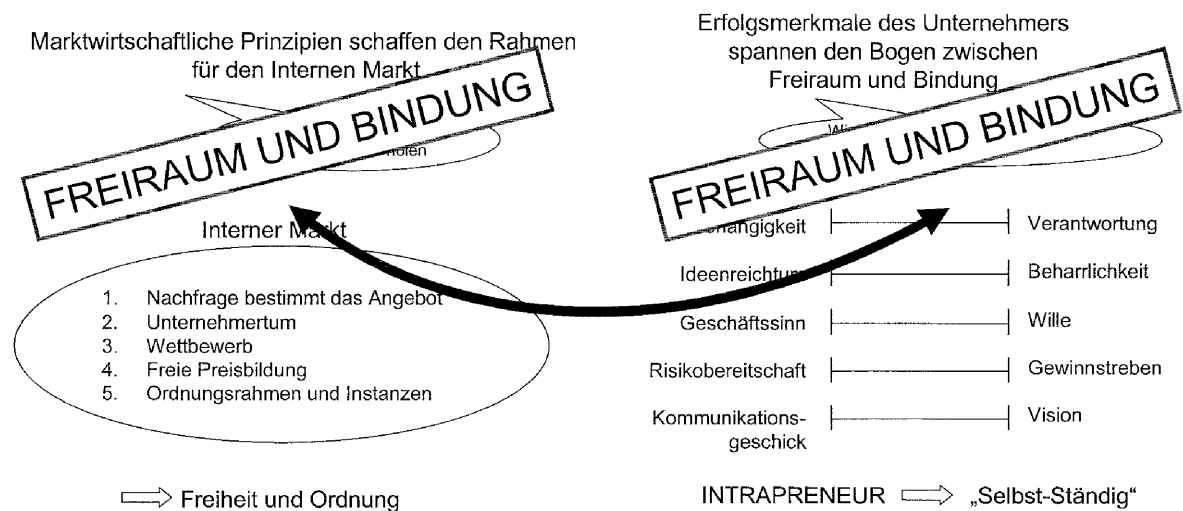 Marktwirtschaftliche Prinzipien schaffen den Rahmen
für den Internen Markt
FREIRAUM UND BINDUNG
Interner Markt
1. Nachfrage bestimmt das Angebot
2. Unternehmertum
3. Wettbewerb
4. Freie Preisbildung
5. Ordnungsrahmen und Instanzen
Freiheit und Ordnung
Erfolgsmerkmale des Unternehmers
spannen den Bogen zwischen
Freiraum und Bindung
FREIRAUM UND BINDUNG
Verantwortung
Ideenreichtum
Beharrlichkeit
Geschäftssinn
Wille
Risikobereitschaft
Gewinnstreben
Kommunikations-
geschick
Vision
INTRAPRENEUR
„Selbst-Ständig“